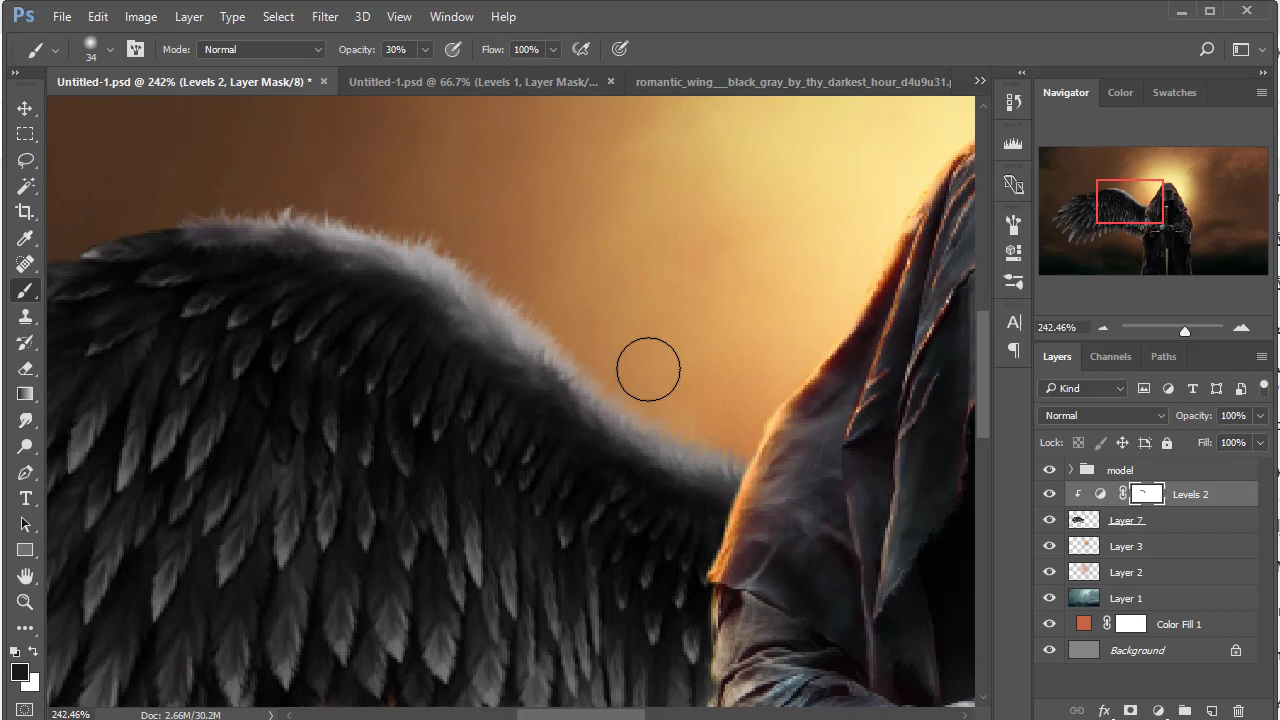 Ps File Edit Image Layer Type Select Filter 3D View Window Help
34 Mode: Normal Opacity: 30% Flow: 100%
Untitled-1.psd @ 242% (Levels 2, Layer Mask/8) * × Untitled-1.psd @ 66.7% (Levels 1, Layer Mask/... × romantic_wing___black_gray_by_thy_darkest_hour_d4u9u31.p
Navigator Color Swatches
242.46%
Layers Channels Paths
Kind
Normal Opacity: 100%
Lock: Fill: 100%
model
Levels 2
Layer 7
Layer 3
Layer 2
Layer 1
Color Fill 1
Background
242.46% Doc: 2.66M/30.2M